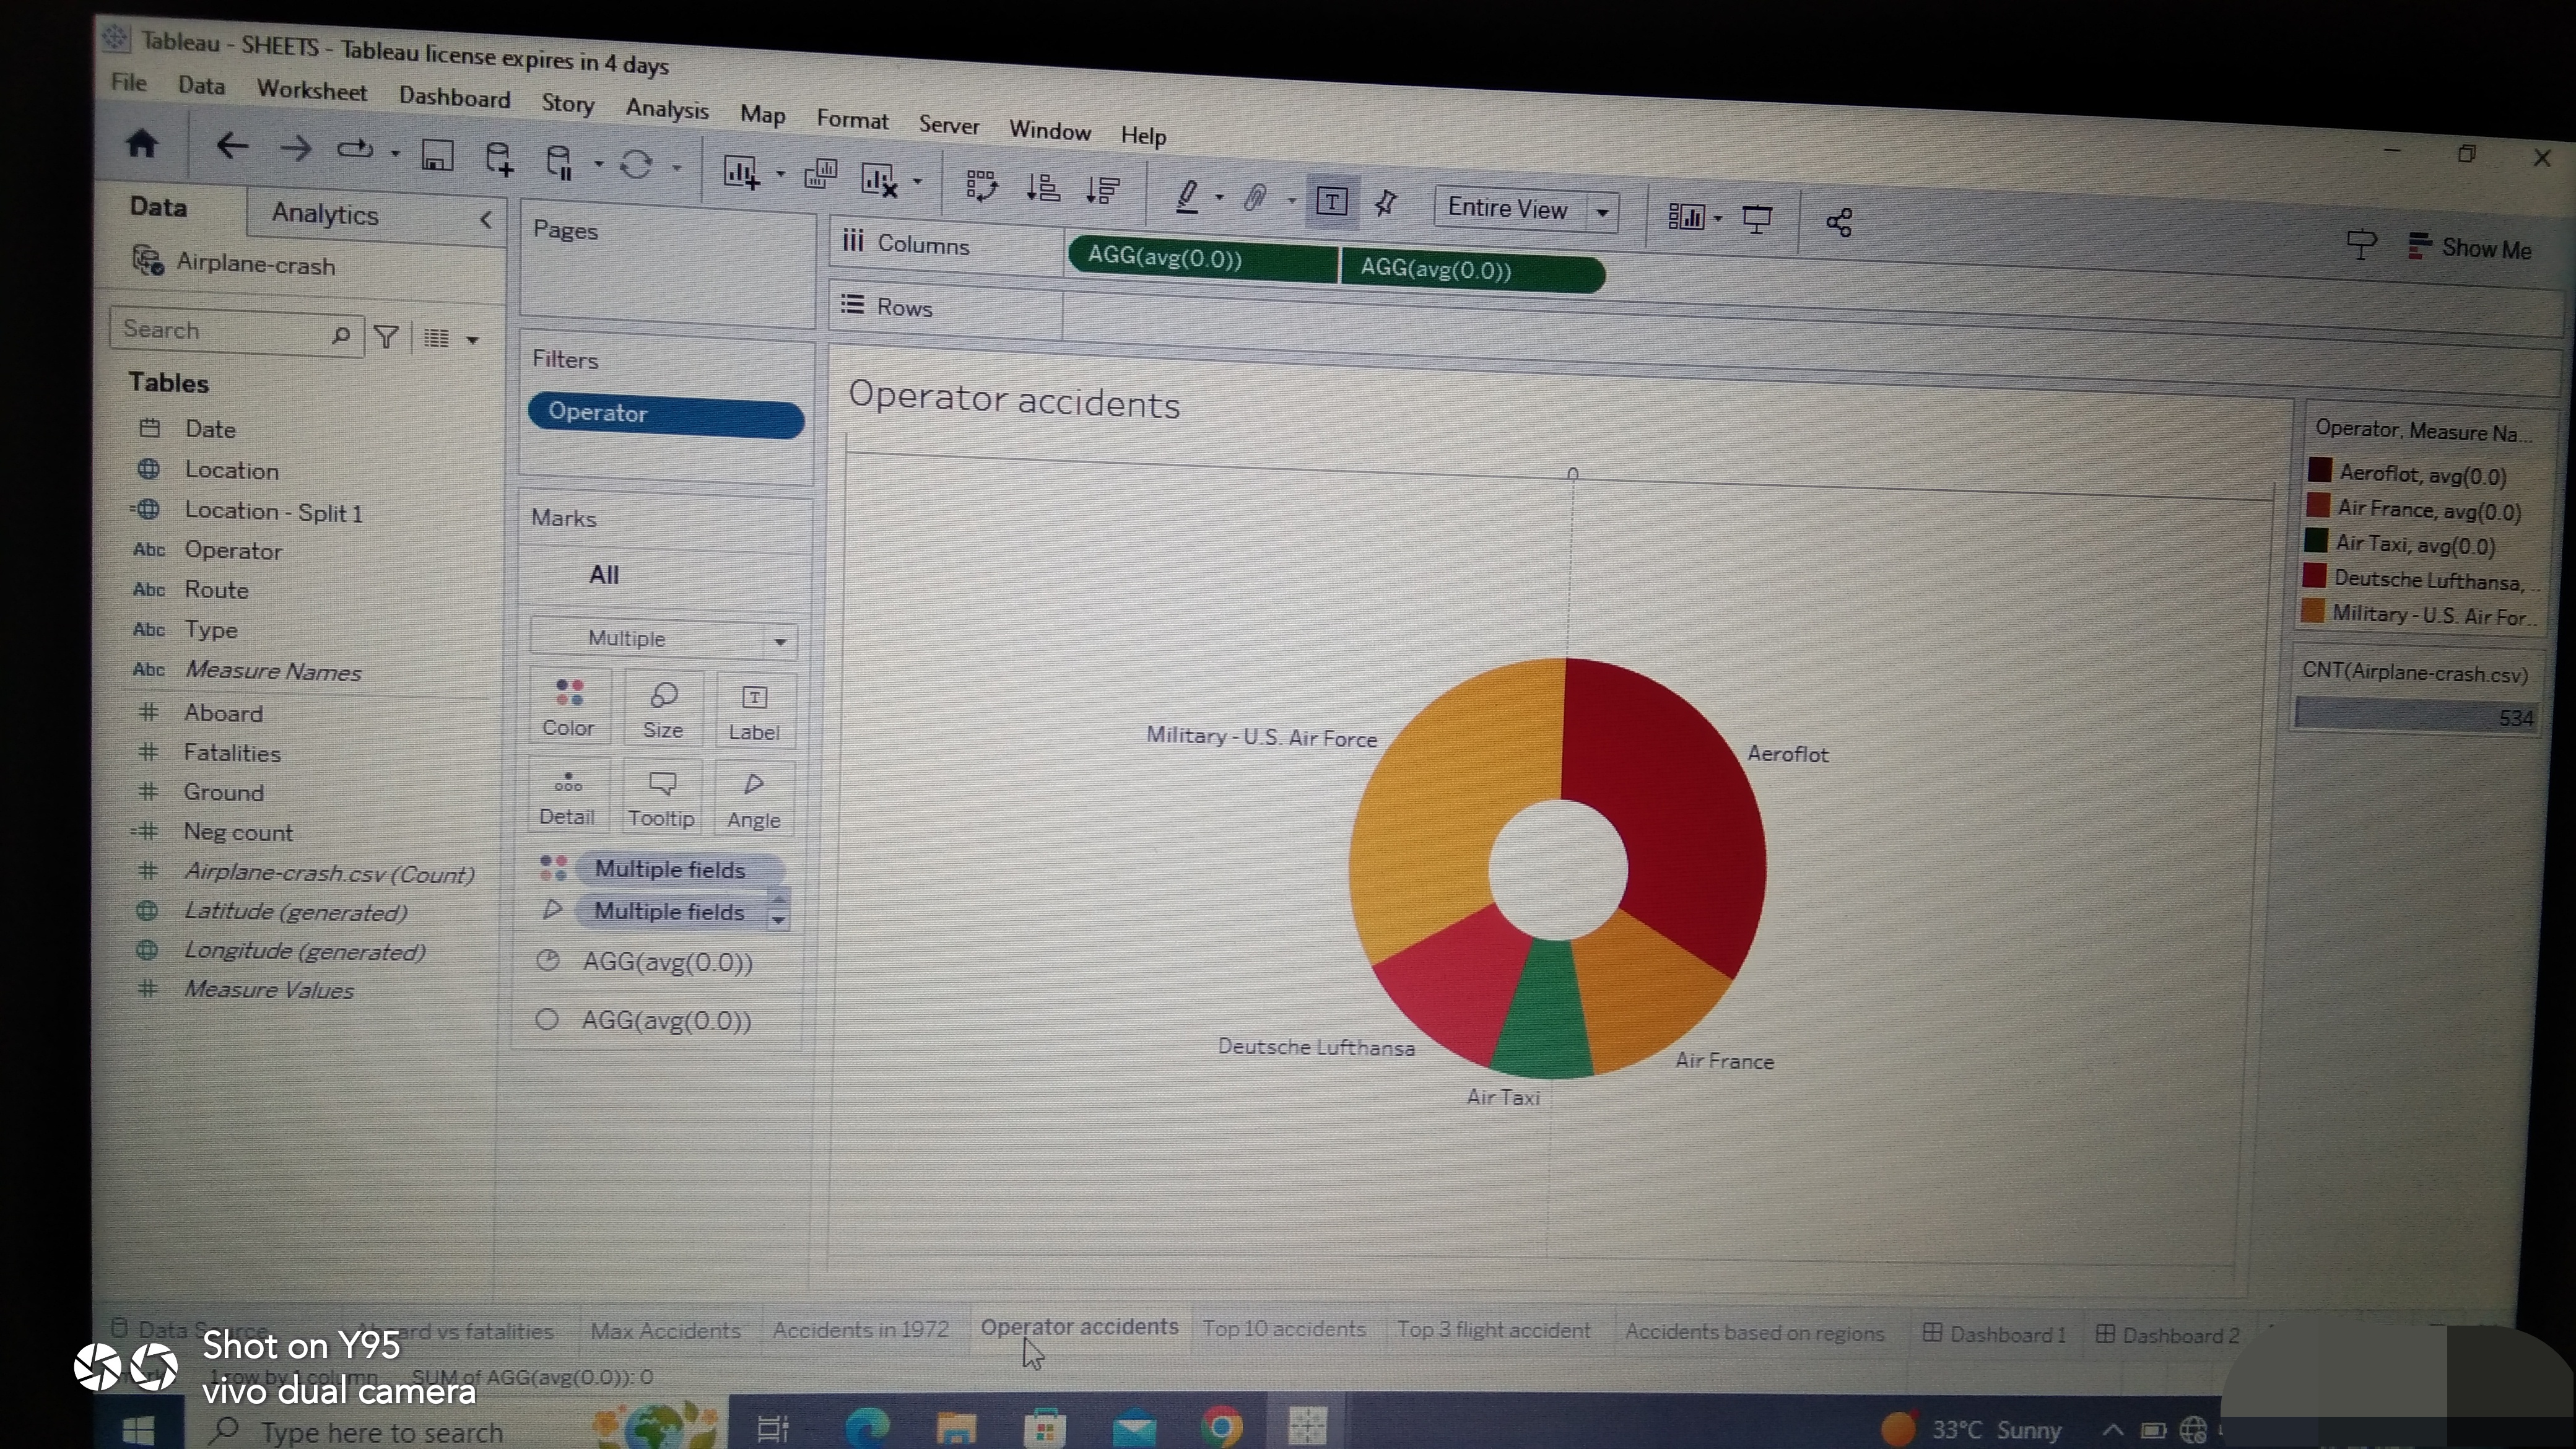 Tableau - SHEETS - Tableau license expires in 4 days
File Data Worksheet Dashboard Story Analysis Map Format Server Window Help
Entire View
Show Me
Data Analytics
Airplane-crash
Search
Tables
Date
Location
Location - Split 1
Abc Operator
Abc Route
Abc Type
Abc Measure Names
# Aboard
# Fatalities
# Ground
=# Neg count
# Airplane-crash.csv (Count)
Latitude (generated)
Longitude (generated)
# Measure Values
Pages
Filters
Operator
Marks
All
Multiple
Color Size Label
Detail Tooltip Angle
Multiple fields
Multiple fields
AGG(avg(0.0))
AGG(avg(0.0))
Columns AGG(avg(0.0)) AGG(avg(0.0))
Rows
Operator accidents
0
Military - U.S. Air Force
Aeroflot
Deutsche Lufthansa
Air France
Air Taxi
Operator, Measure Na...
Aeroflot, avg(0.0)
Air France, avg(0.0)
Air Taxi, avg(0.0)
Deutsche Lufthansa, ..
Military - U.S. Air For..
CNT(Airplane-crash.csv)
534
Data vs fatalities Max Accidents Accidents in 1972 Operator accidents Top 10 accidents Top 3 flight accident Accidents based on regions Dashboard 1 Dashboard 2
1 row by 1 column SUM of AGG(avg(0.0)): 0
Shot on Y95
vivo dual camera
Type here to search
33°C Sunny